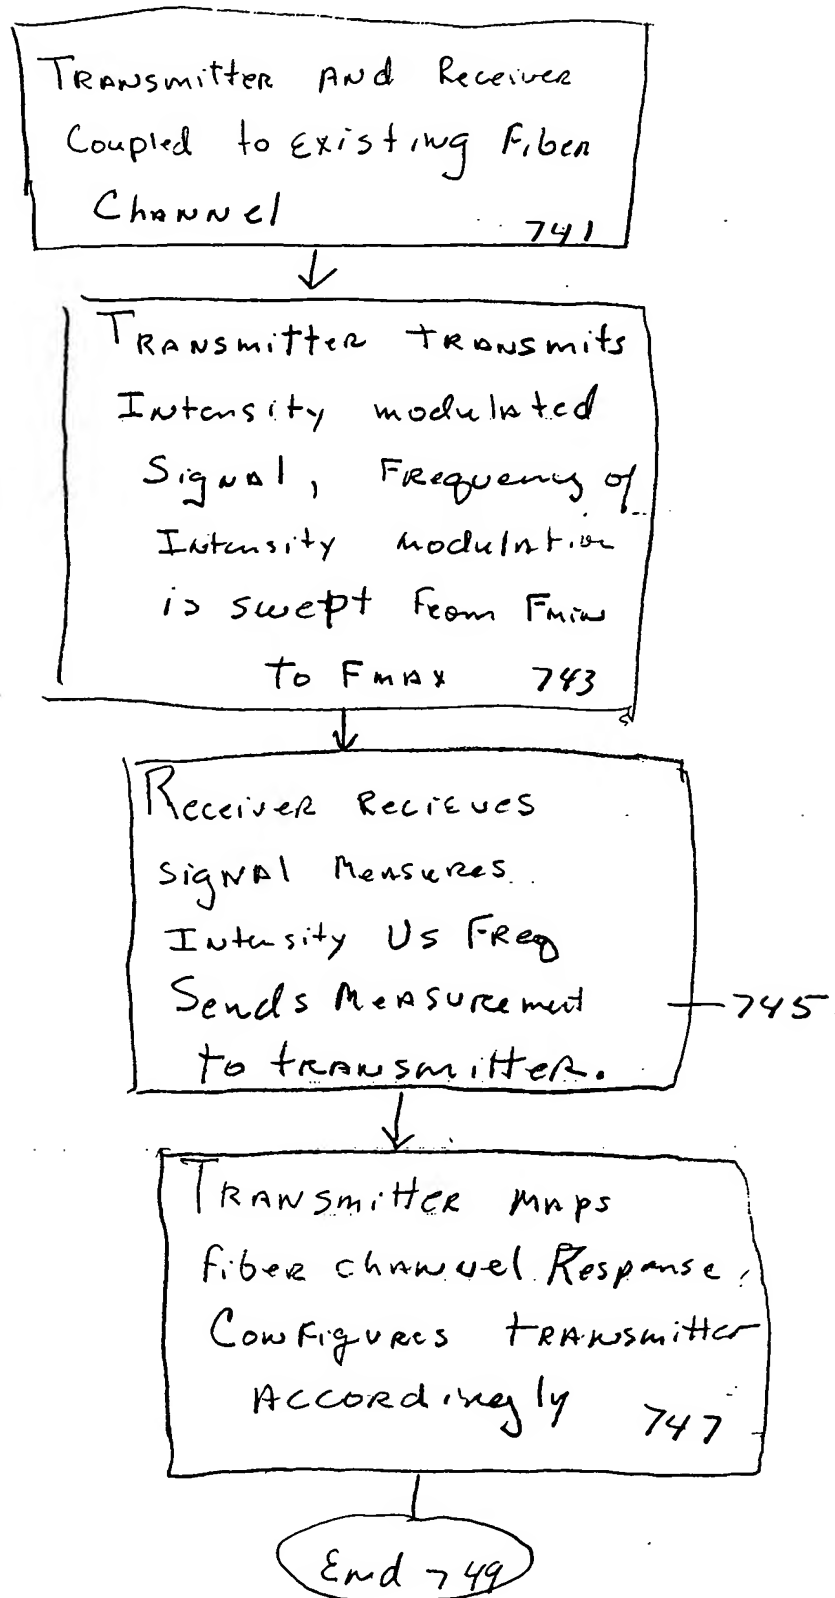 Transmitter and Receiver
Coupled to Existing Fiber
Channel
741
Transmitter transmits
Intensity modulated
Signal, Frequency of
Intensity modulation
is swept from Fmin
to Fmax 743
Receiver Recieves
signal Measures
Intensity Vs Freq
Sends Measurement
745
to transmitter.
Transmitter maps
fiber channel Response,
Configures transmitter
Accordingly
747
End 749